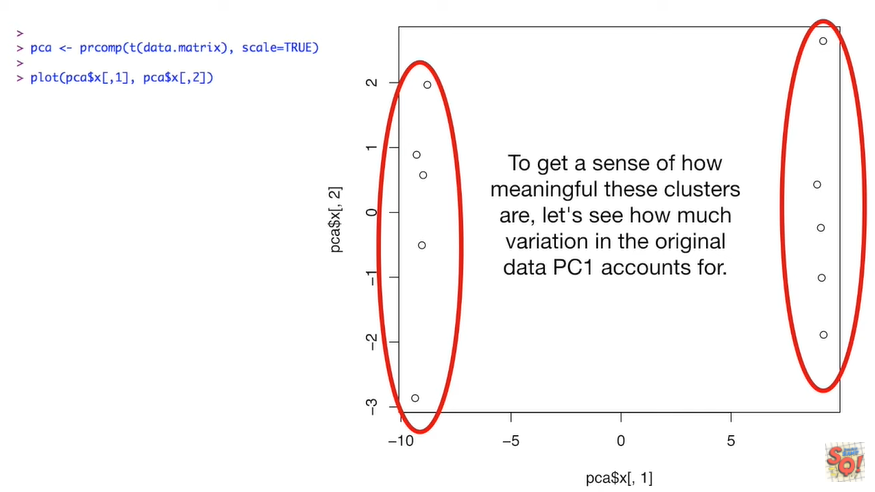 >
> pca <- prcomp(t(data.matrix), scale=TRUE)
>
> plot(pca$x[,1], pca$x[,2])
To get a sense of how
meaningful these clusters
are, let's see how much
variation in the original
data PC1 accounts for.
pca$x[, 2]
2
1
0
−1
−2
−3
−10
−5
0
5
pca$x[, 1]
SQ!